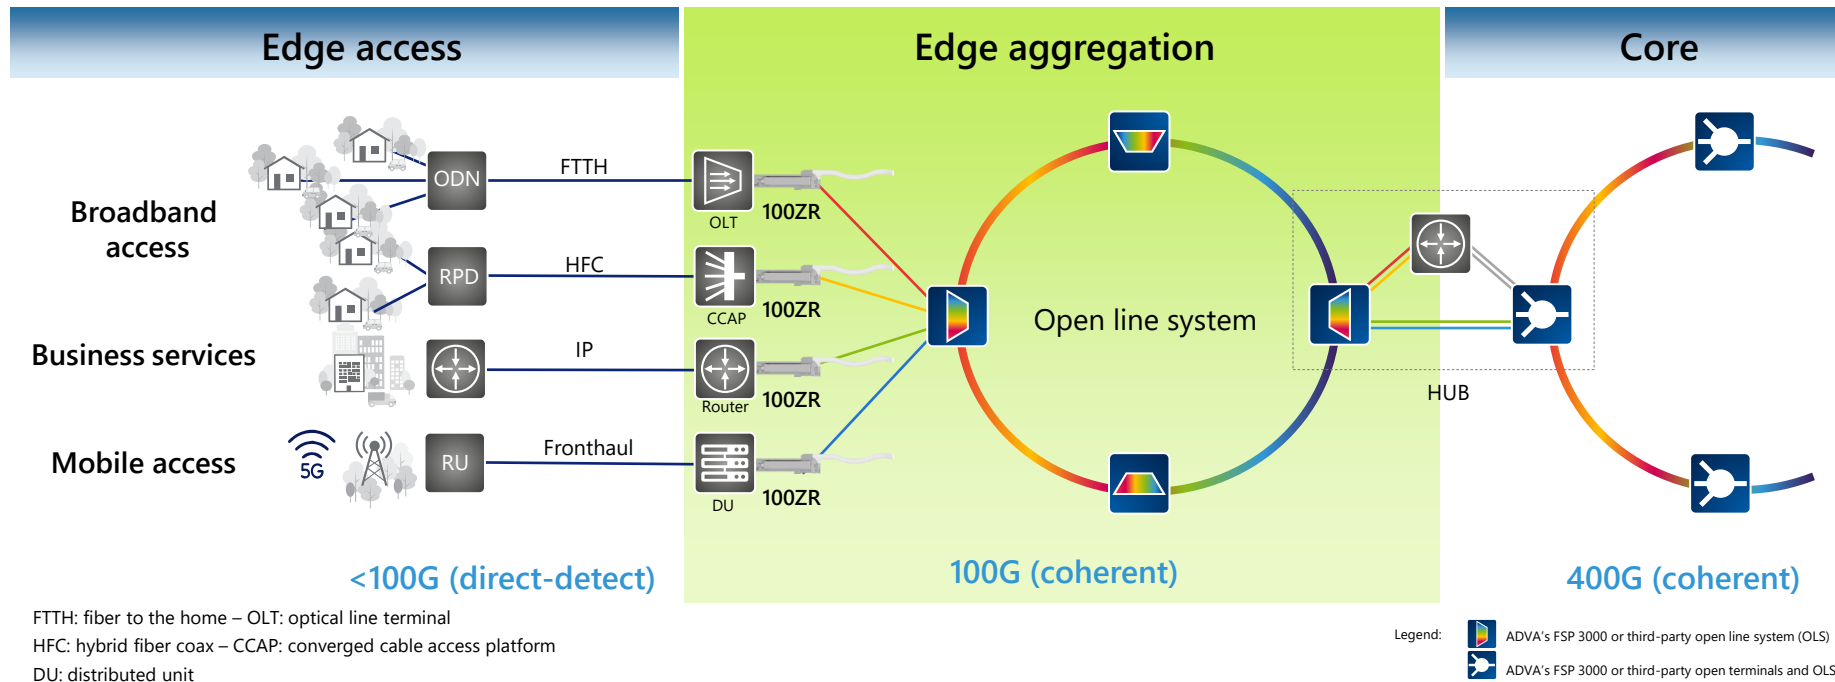 Edge access
Edge aggregation
Core
Broadband
access
ODN
FTTH
OLT
100ZR
RPD
HFC
CCAP
100ZR
Business services
IP
Router
100ZR
Mobile access
5G
RU
Fronthaul
DU
100ZR
Open line system
HUB
<100G (direct-detect)
100G (coherent)
400G (coherent)
FTTH: fiber to the home – OLT: optical line terminal
HFC: hybrid fiber coax – CCAP: converged cable access platform
DU: distributed unit
Legend:
ADVA's FSP 3000 or third-party open line system (OLS)
ADVA's FSP 3000 or third-party open terminals and OLS